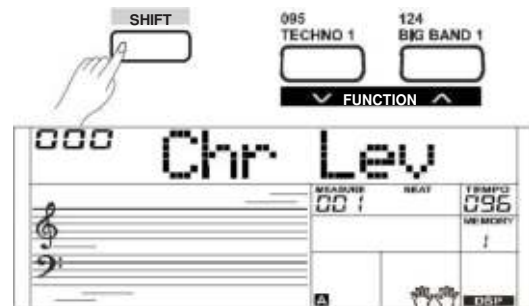 SHIFT
095 124
TECHNO 1 BIG BAND 1
FUNCTION
000 Chr Lev
MEASURE BEAT TEMPO
001 096
MEMORY
1
A DSP